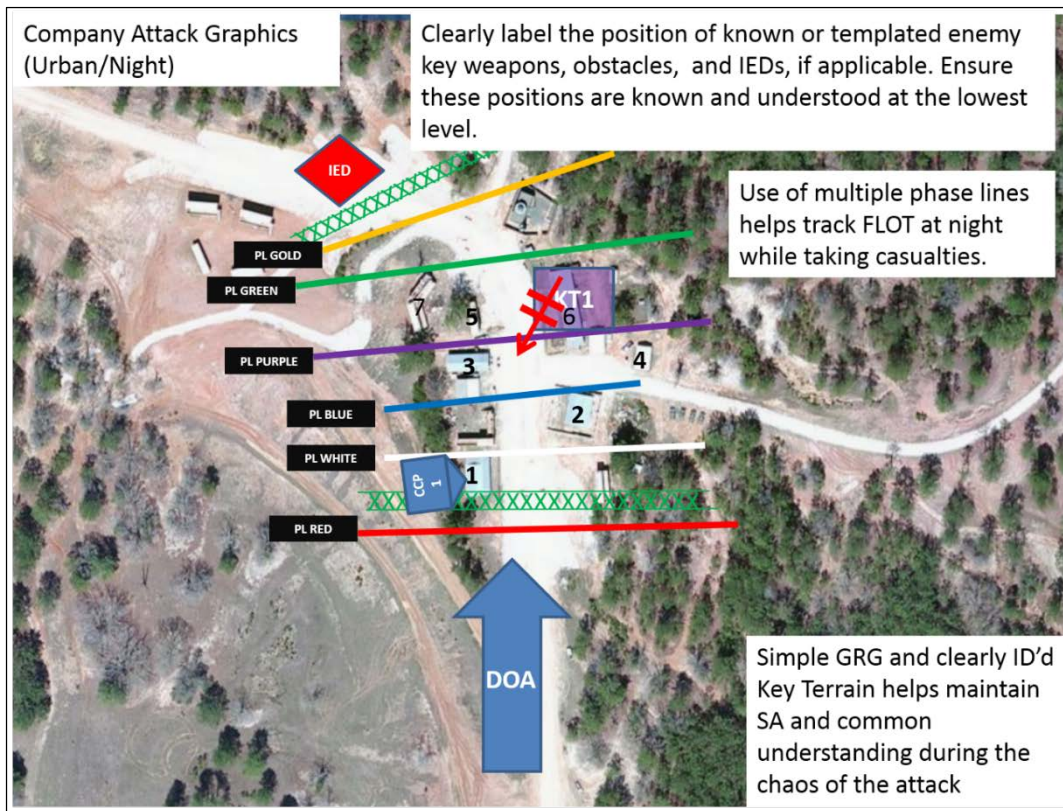 Company Attack Graphics
(Urban/Night)
Clearly label the position of known or templated enemy
key weapons, obstacles, and IEDs, if applicable. Ensure
these positions are known and understood at the lowest
level.
IED
Use of multiple phase lines
helps track FLOT at night
while taking casualties.
PL GOLD
PL GREEN
KT1
7
5
6
PL PURPLE
3
4
PL BLUE
2
PL WHITE
CCP
1
1
PL RED
DOA
Simple GRG and clearly ID’d
Key Terrain helps maintain
SA and common
understanding during the
chaos of the attack